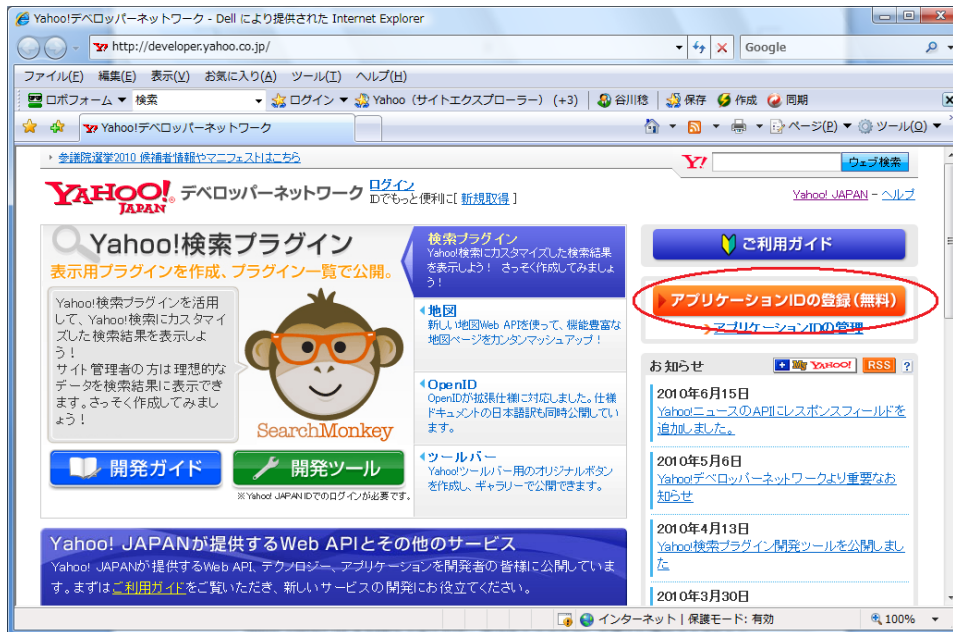 Yahoo!デベロッパーネットワーク - Dell により提供された Internet Explorer
http://developer.yahoo.co.jp/
Google
ファイル(F) 編集(E) 表示(V) お気に入り(A) ツール(T) ヘルプ(H)
ロボフォーム 検索 ログイン Yahoo (サイトエクスプローラー) (+3) 谷川稔 保存 作成 同期
Yahoo!デベロッパーネットワーク
ページ(P) ツール(O)
参議院選挙2010 候補者情報やマニフェストはこちら
Y! ウェブ検索
YAHOO! JAPAN デベロッパーネットワーク ログイン
IDでもっと便利に[ 新規取得 ]
Yahoo! JAPAN - ヘルプ
Yahoo!検索プラグイン
表示用プラグインを作成、プラグイン一覧で公開。
Yahoo!検索プラグインを活用
して、Yahoo!検索にカスタマイ
ズした検索結果を表示しよ
う!
サイト管理者の方は理想的な
データを検索結果に表示でき
ます。さっそく作成してみまし
ょう!
SearchMonkey
開発ガイド
開発ツール
※Yahoo! JAPAN IDでのログインが必要です。
検索プラグイン
Yahoo!検索にカスタマイズした検索結果
を表示しよう! さっそく作成してみましょ
う!
地図
新しい地図Web APIを使って、機能豊富な
地図ページをカンタンマッシュアップ!
OpenID
OpenIDが拡張仕様に対応しました。仕様
ドキュメントの日本語訳も同時公開してい
ます。
ツールバー
Yahoo!ツールバー用のオリジナルボタン
を作成し、ギャラリーで公開できます。
Yahoo! JAPANが提供するWeb APIとその他のサービス
Yahoo! JAPANが提供するWeb API、テクノロジー、アプリケーションを開発者の皆様に公開していま
す。まずはご利用ガイドをご覧いただき、新しいサービスの開発にお役立てください。
ご利用ガイド
アプリケーションIDの登録(無料)
アプリケーションIDの管理
お知らせ
+ My YAHOO! RSS ?
2010年6月15日
Yahoo!ニュースのAPIにレスポンスフィールドを
追加しました。
2010年5月6日
Yahoo!デベロッパーネットワークより重要なお
知らせ
2010年4月13日
Yahoo!検索プラグイン開発ツールを公開しまし
た
2010年3月30日
インターネット | 保護モード: 有効
100%